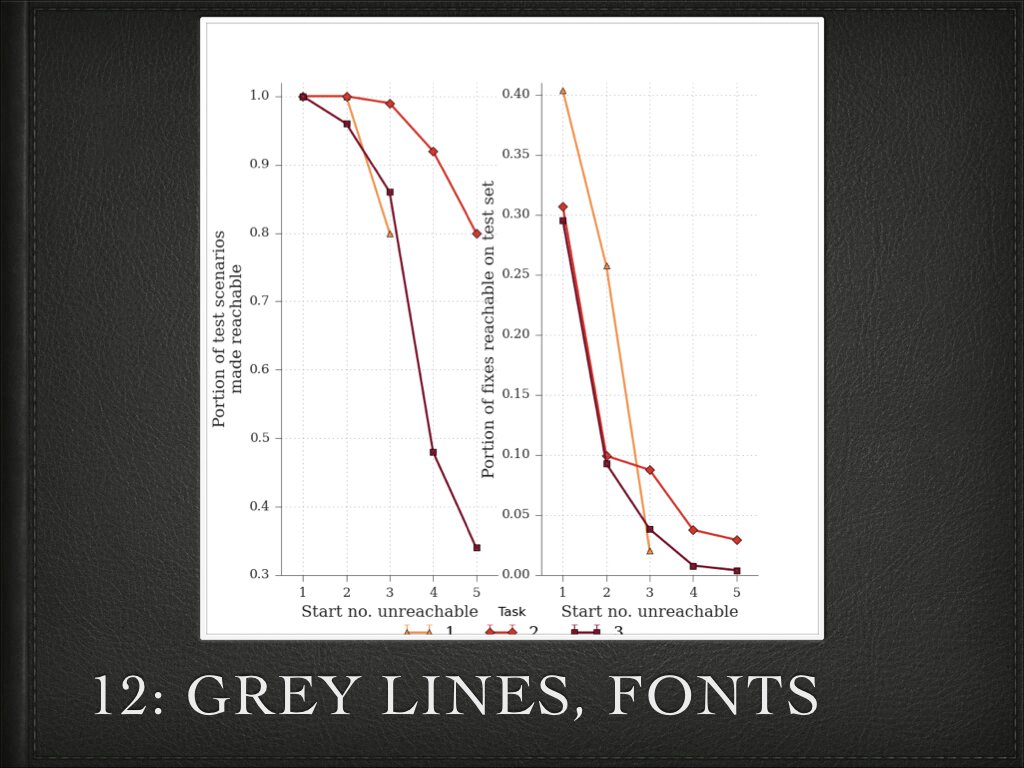 1.0
0.9
0.8
0.7
0.6
0.5
0.4
0.3
Portion of test scenarios
made reachable
1 2 3 4 5
Start no. unreachable
0.40
0.35
0.30
0.25
0.20
0.15
0.10
0.05
0.00
Portion of fixes reachable on test set
1 2 3 4 5
Start no. unreachable
Task
1 2 3
12: GREY LINES, FONTS